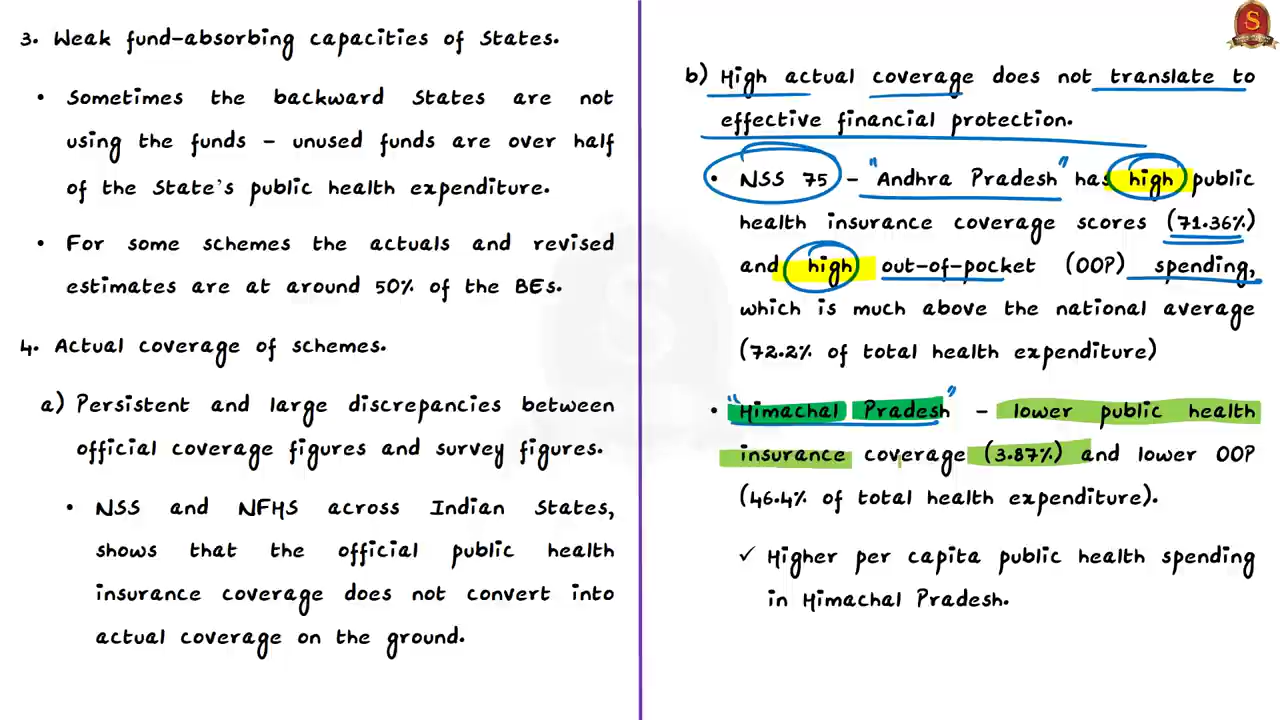 3. Weak fund-absorbing capacities of States.
• Sometimes the backward States are not
using the funds - unused funds are over half
of the State's public health expenditure.
• For some schemes the actuals and revised
estimates are at around 50% of the BEs.
4. Actual coverage of schemes.
a) Persistent and large discrepancies between
official coverage figures and survey figures.
• NSS and NFHS across Indian States,
shows that the official public health
insurance coverage does not convert into
actual coverage on the ground.
b) High actual coverage does not translate to
effective financial protection.
• NSS 75 - "Andhra Pradesh" has high public
health insurance coverage scores (71.36%)
and high out-of-pocket (OOP) spending,
which is much above the national average
(72.2% of total health expenditure)
• "Himachal Pradesh" - lower public health
insurance coverage (3.87%) and lower OOP
(46.4% of total health expenditure).
✓ Higher per capita public health spending
in Himachal Pradesh.
S